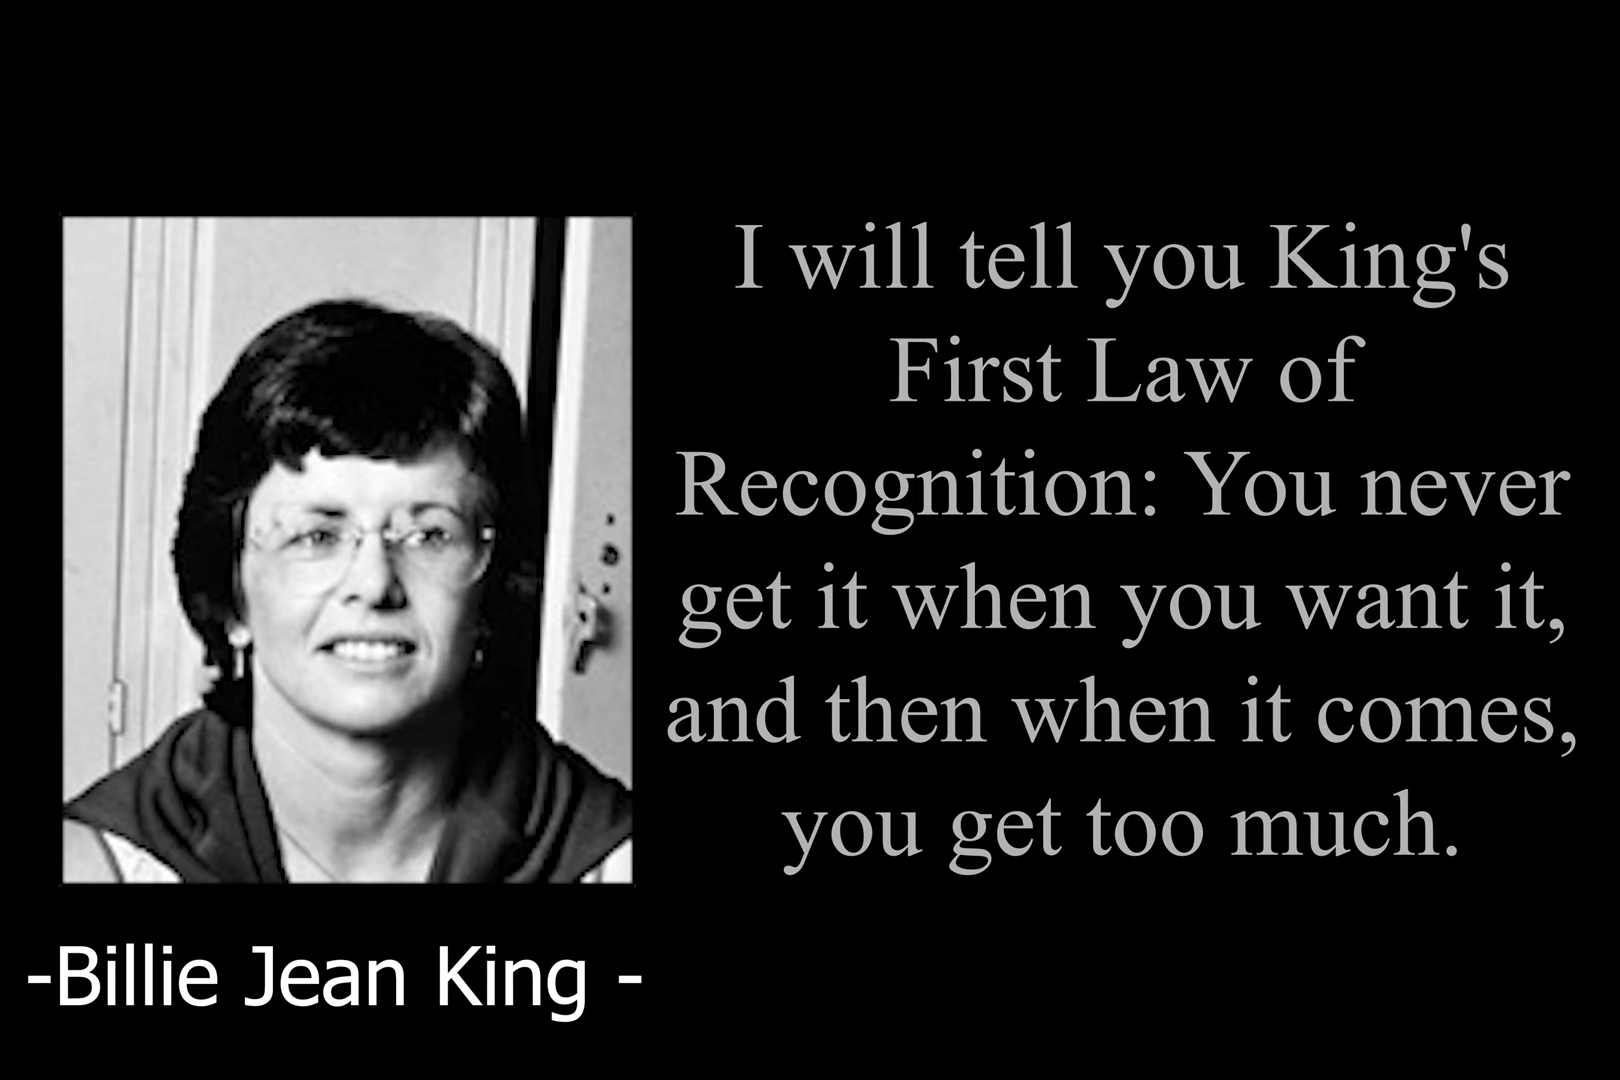 I will tell you King's
First Law of
Recognition: You never
get it when you want it,
and then when it comes,
you get too much.
-Billie Jean King -